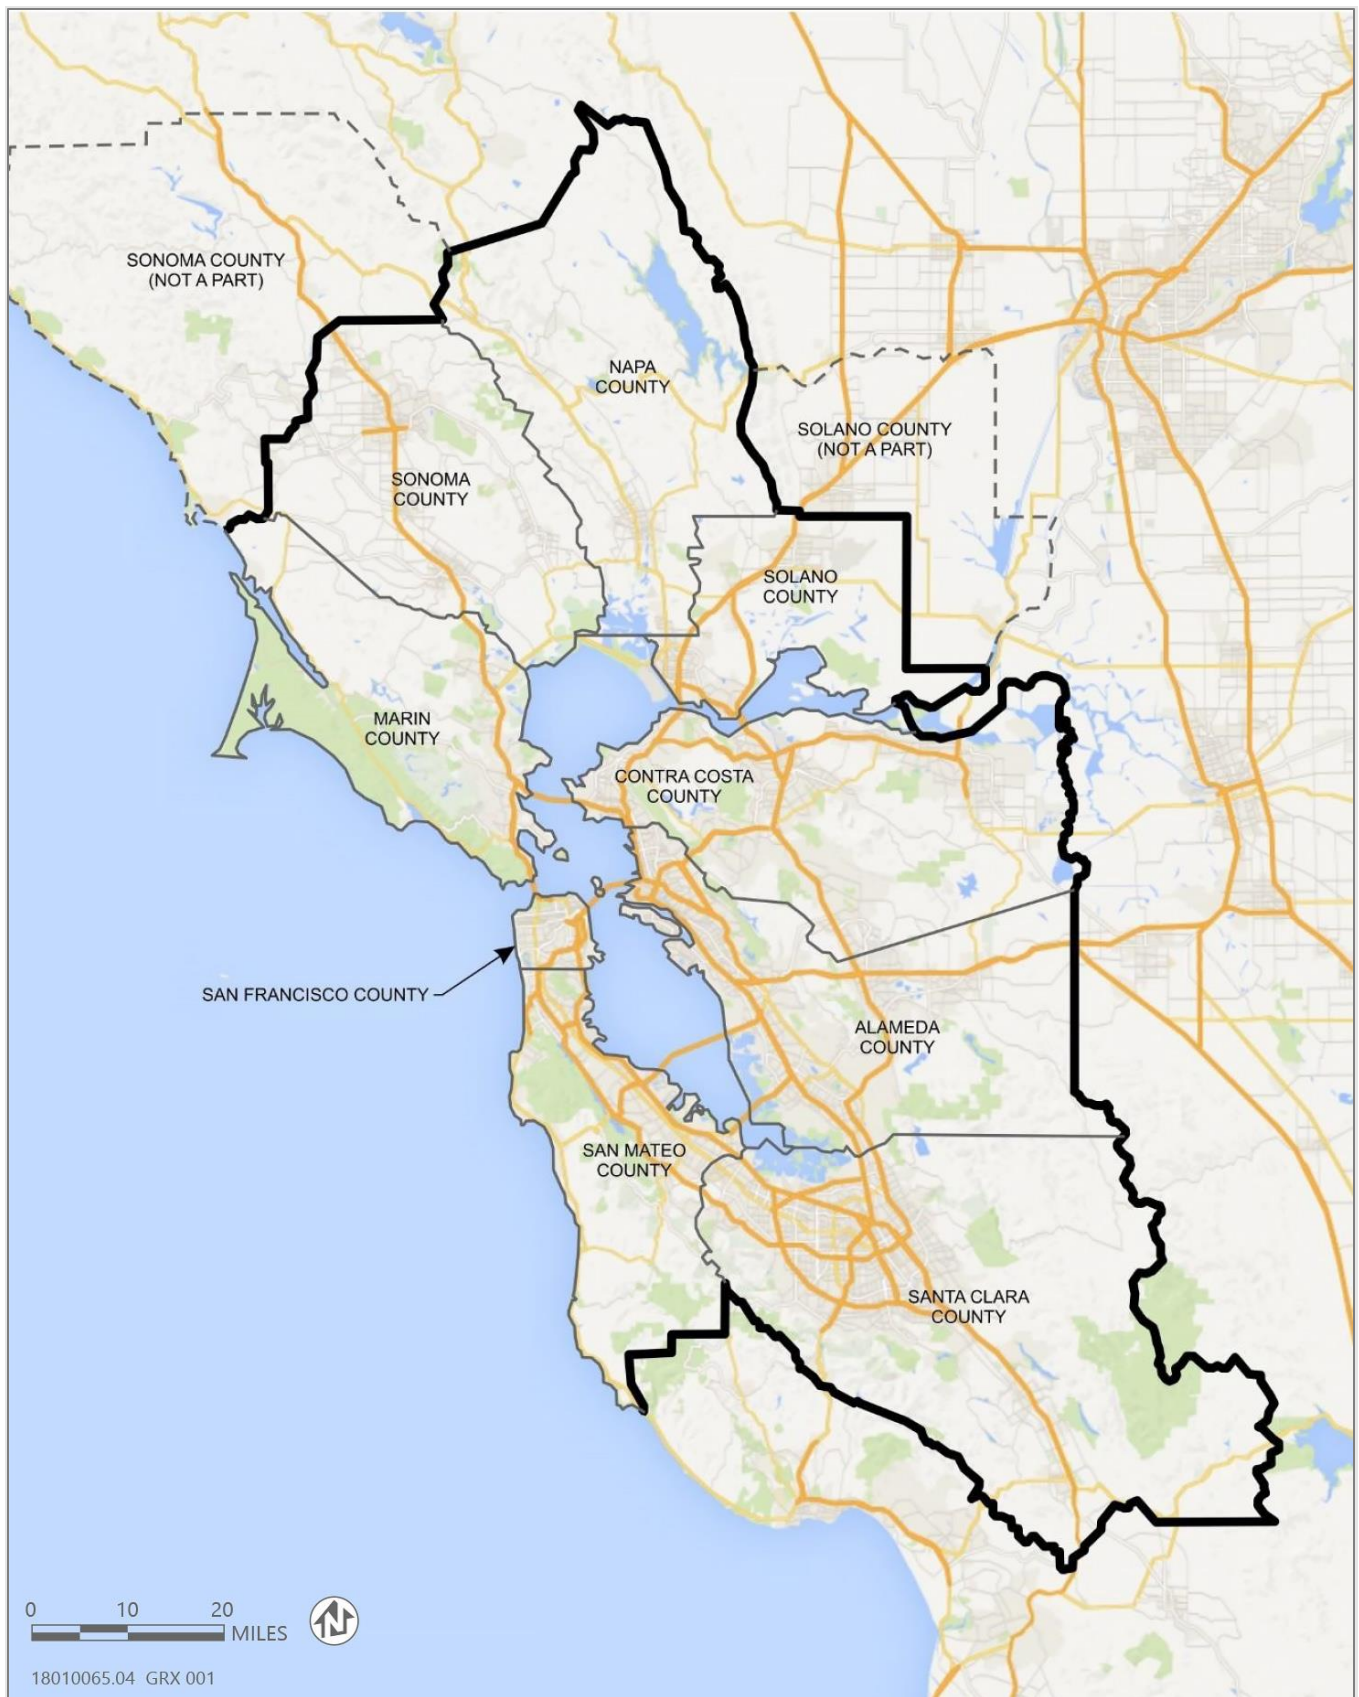 SONOMA COUNTY
(NOT A PART)
NAPA
COUNTY
SOLANO COUNTY
(NOT A PART)
SONOMA
COUNTY
SOLANO
COUNTY
MARIN
COUNTY
CONTRA COSTA
COUNTY
SAN FRANCISCO COUNTY
ALAMEDA
COUNTY
SAN MATEO
COUNTY
SANTA CLARA
COUNTY
0 10 20
MILES
N
18010065.04 GRX 001